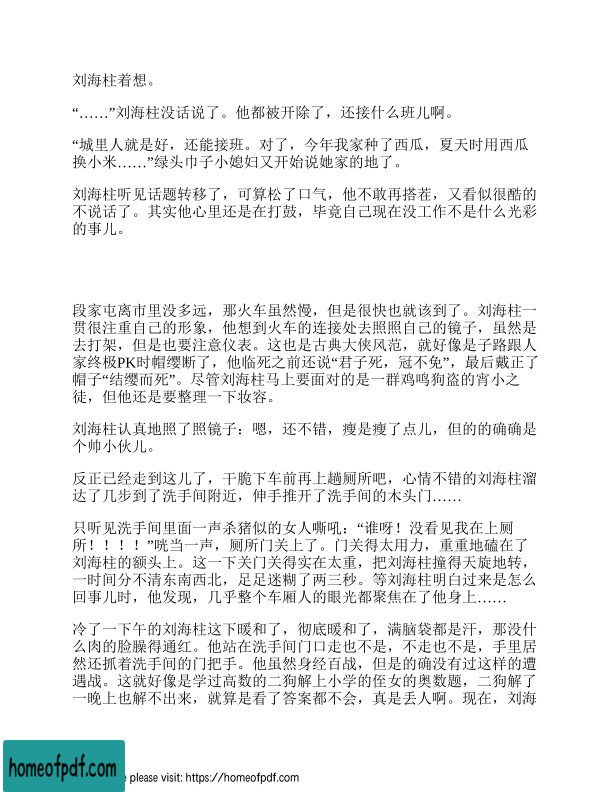 刘海柱着想。
“……”刘海柱没话说了。他都被开除了，还接什么班儿啊。
“城里人就是好，还能接班。对了，今年我家种了西瓜，夏天时用西瓜
换小米……”绿头巾子小媳妇又开始说她家的地了。
刘海柱听见话题转移了，可算松了口气，他不敢再搭茬，又看似很酷的
不说话了。其实他心里还是在打鼓，毕竟自己现在没工作不是什么光彩
的事儿。
段家屯离市里没多远，那火车虽然慢，但是很快也就该到了。刘海柱一
贯很注重自己的形象，他想到火车的连接处去照照自己的镜子，虽然是
去打架，但是也要注意仪表。这也是古典大侠风范，就好像是子路跟人
家终极PK时帽缨断了，他临死之前还说“君子死，冠不免”，最后戴正了
帽子“结缨而死”。尽管刘海柱马上要面对的是一群鸡鸣狗盗的宵小之
徒，但他还是要整理一下妆容。
刘海柱认真地照了照镜子：嗯，还不错，瘦是瘦了点儿，但的的确确是
个帅小伙儿。
反正已经走到这儿了，干脆下车前再上趟厕所吧，心情不错的刘海柱溜
达了几步到了洗手间附近，伸手推开了洗手间的木头门……
只听见洗手间里面一声杀猪似的女人嘶吼：“谁呀！没看见我在上厕
所！！！！”咣当一声，厕所门关上了。门关得太用力，重重地磕在了
刘海柱的额头上。这一下关门关得实在太重，把刘海柱撞得天旋地转，
一时间分不清东南西北，足足迷糊了两三秒。等刘海柱明白过来是怎么
回事儿时，他发现，几乎整个车厢人的眼光都聚焦在了他身上……
冷了一下午的刘海柱这下暖和了，彻底暖和了，满脑袋都是汗，那没什
么肉的脸臊得通红。他站在洗手间门口走也不是，不走也不是，手里居
然还抓着洗手间的门把手。他虽然身经百战，但是的确没有过这样的遭
遇战。这就好像是学过高数的二狗解上小学的侄女的奥数题，二狗解了
一晚上也解不出来，就算是看了答案都不会，真是丢人啊。现在，刘海
homeofpdf.com
e please visit: https://homeofpdf.com